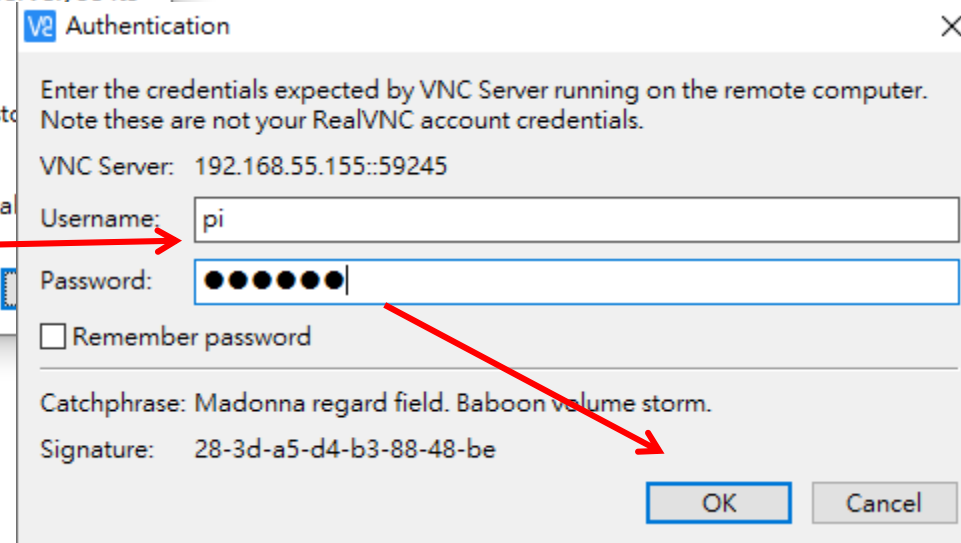 Authentication
Enter the credentials expected by VNC Server running on the remote computer.
Note these are not your RealVNC account credentials.
VNC Server: 192.168.55.155::59245
Username: pi
Password: ●●●●●●
Remember password
Catchphrase: Madonna regard field. Baboon volume storm.
Signature: 28-3d-a5-d4-b3-88-48-be
OK Cancel